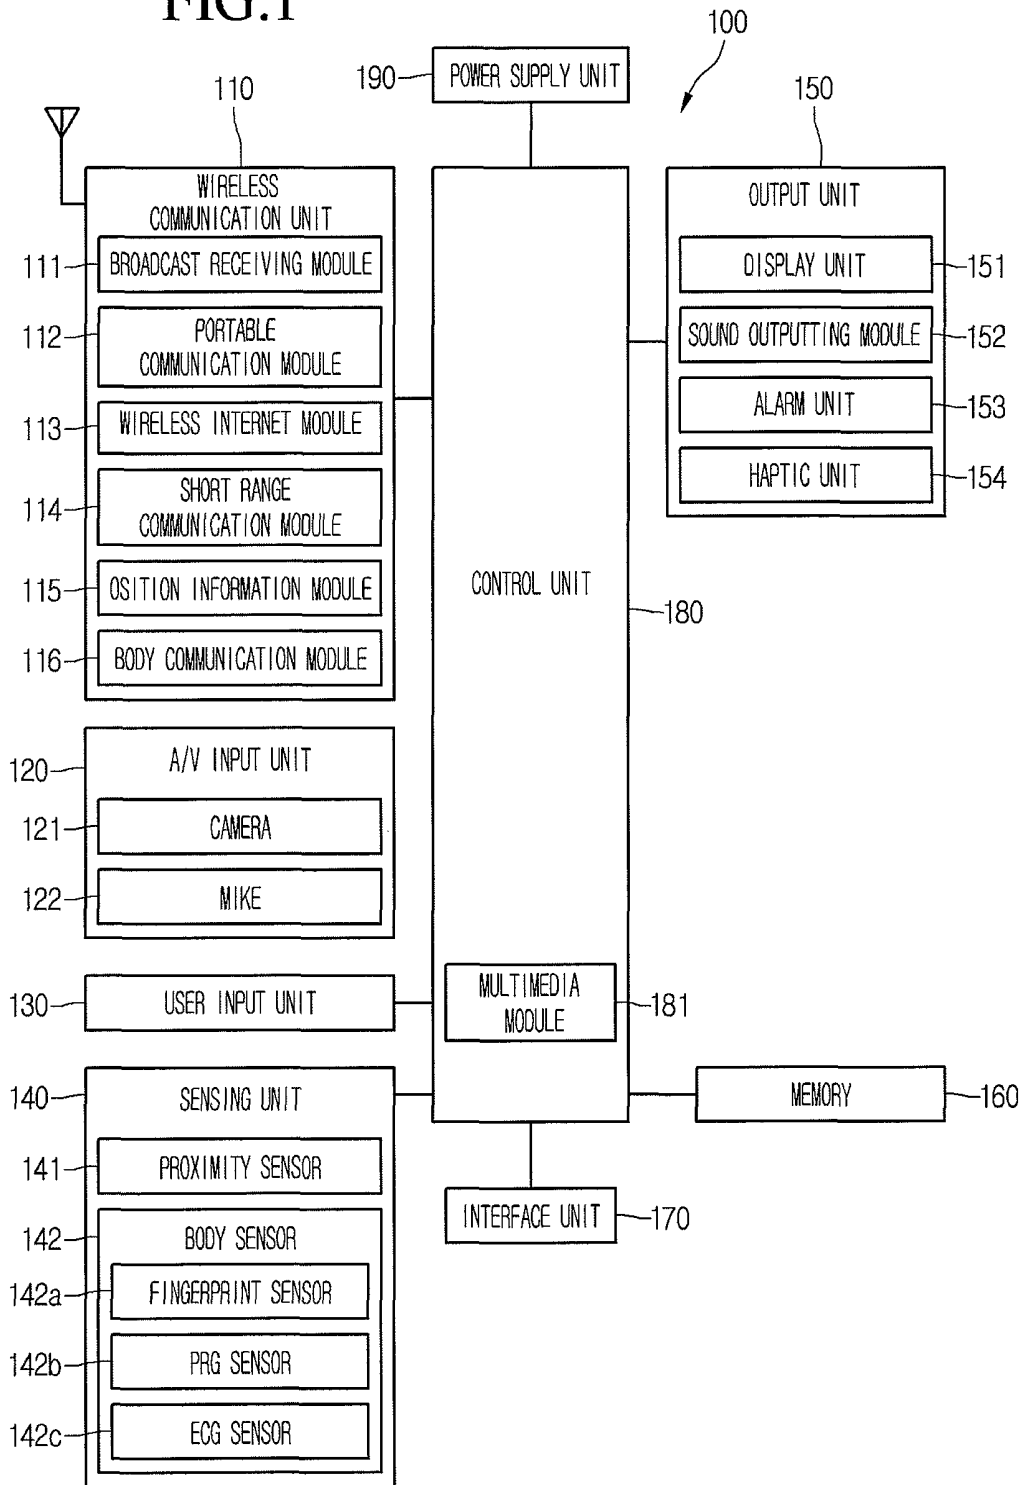 FIG.1
100
190 POWER SUPPLY UNIT
110
150
WIRELESS
COMMUNICATION UNIT
111 BROADCAST RECEIVING MODULE
112 PORTABLE
COMMUNICATION MODULE
113 WIRELESS INTERNET MODULE
114 SHORT RANGE
COMMUNICATION MODULE
115 OSITION INFORMATION MODULE
116 BODY COMMUNICATION MODULE
120 A/V INPUT UNIT
121 CAMERA
122 MIKE
130 USER INPUT UNIT
140 SENSING UNIT
141 PROXIMITY SENSOR
142 BODY SENSOR
142a FINGERPRINT SENSOR
142b PRG SENSOR
142c ECG SENSOR
CONTROL UNIT
180
MULTIMEDIA
MODULE
181
INTERFACE UNIT 170
OUTPUT UNIT
DISPLAY UNIT 151
SOUND OUTPUTTING MODULE 152
ALARM UNIT 153
HAPTIC UNIT 154
MEMORY 160